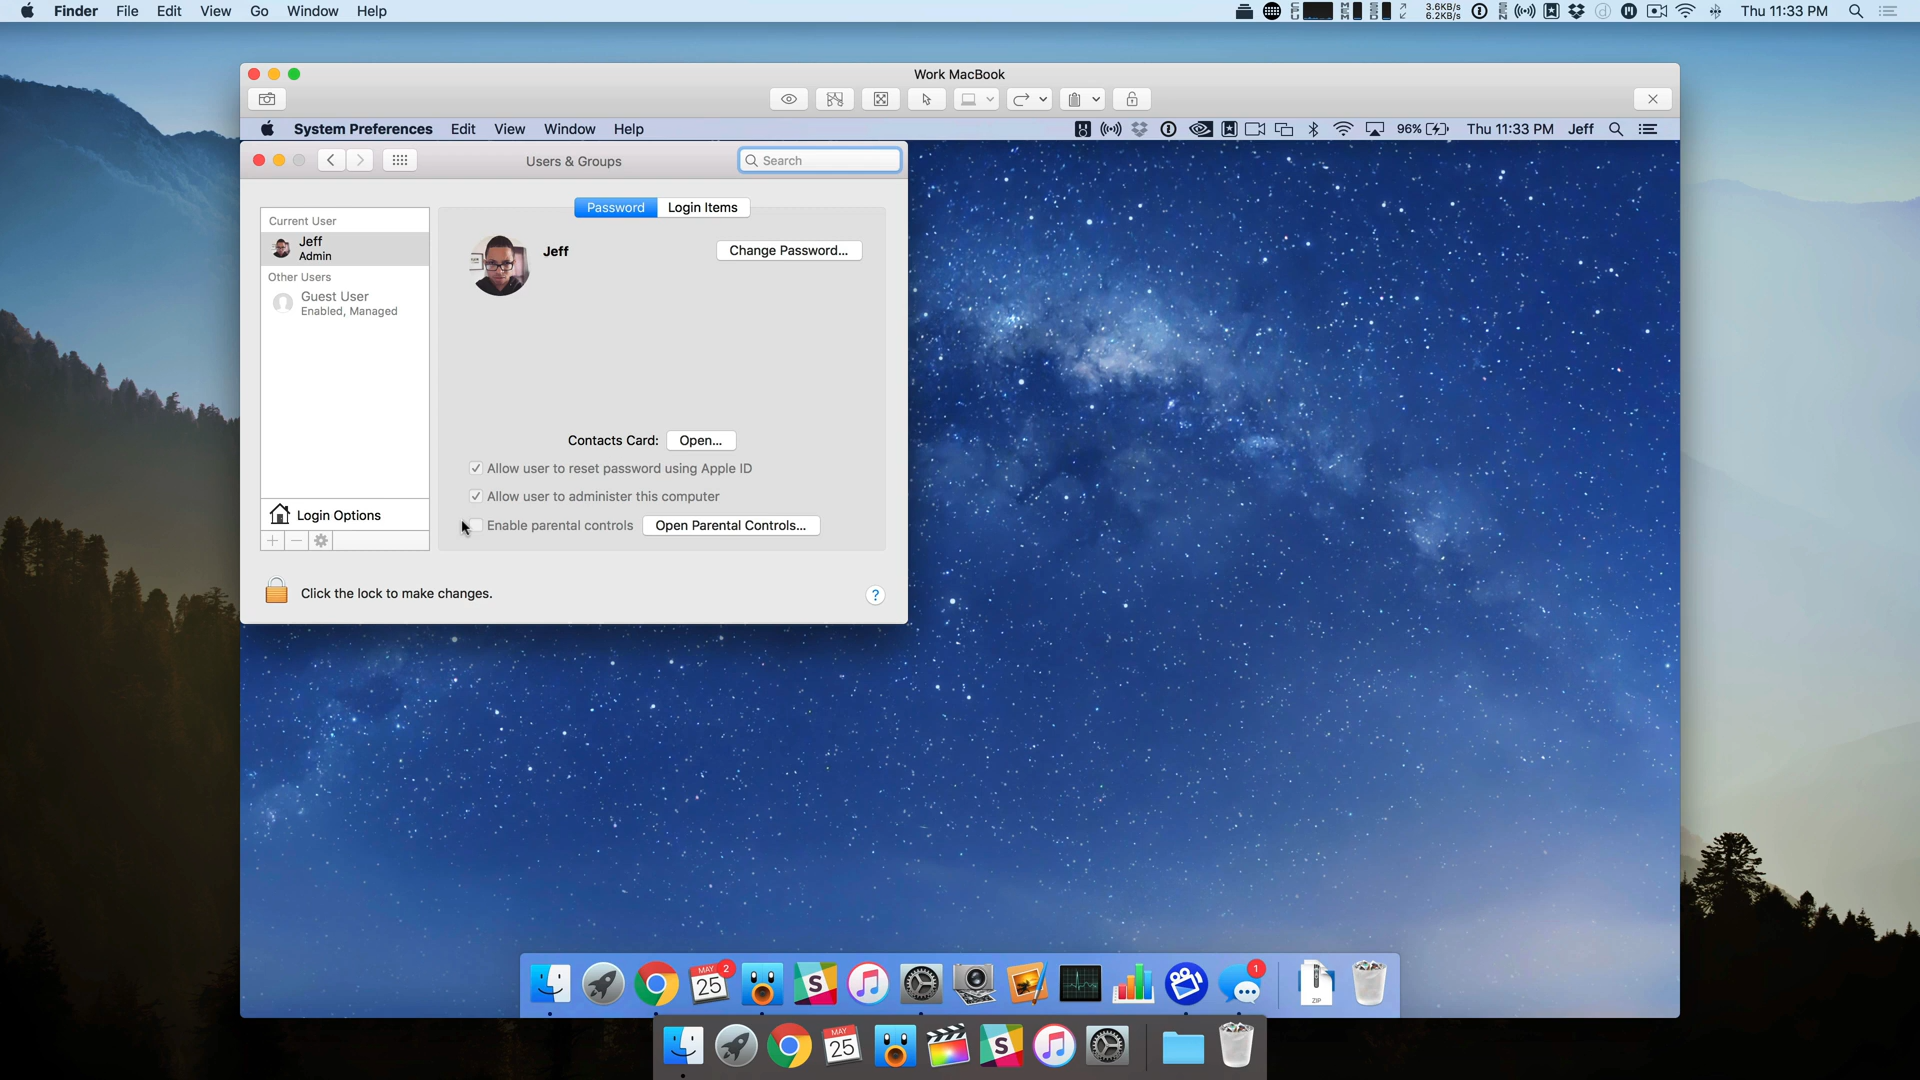 Finder File Edit View Go Window Help
3.6KB/s
6.2KB/s
Thu 11:33 PM
Work MacBook
System Preferences Edit View Window Help
96% Thu 11:33 PM Jeff
Users & Groups
Search
Password Login Items
Current User
Jeff
Admin
Other Users
Guest User
Enabled, Managed
Jeff
Change Password...
Contacts Card: Open...
Allow user to reset password using Apple ID
Allow user to administer this computer
Enable parental controls Open Parental Controls...
Login Options
Click the lock to make changes.
?
MAY 2
25
S
1
ZIP
MAY
25
S